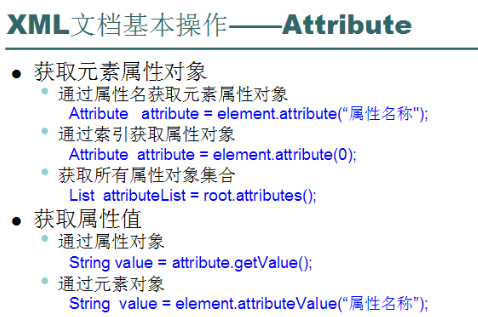 XML文档基本操作——Attribute
● 获取元素属性对象
• 通过属性名获取元素属性对象
Attribute attribute = element.attribute(“属性名称");
• 通过索引获取属性对象
Attribute attribute = element.attribute(0);
• 获取所有属性对象集合
List attributeList = root.attributes();
● 获取属性值
• 通过属性对象
String value = attribute.getValue();
• 通过元素对象
String value = element.attributeValue(“属性名称”);